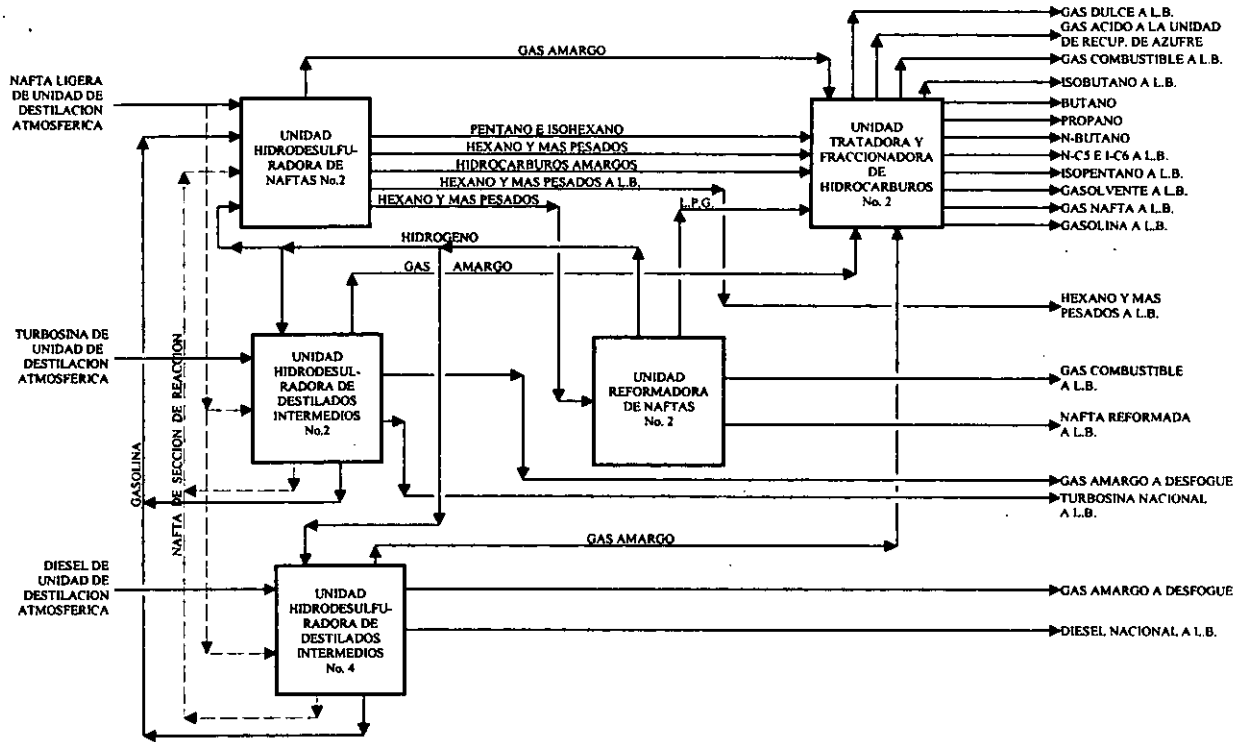 GAS AMARGO
NAFTA LIGERA
DE UNIDAD DE
DESTILACION
ATMOSFERICA
UNIDAD
HIDRODESULFU-
RADORA DE
NAFTAS No.2
PENTANO E ISOHEXANO
HEXANO Y MAS PESADOS
HIDROCARBUROS AMARGOS
HEXANO Y MAS PESADOS A L.B.
HEXANO Y MAS PESADOS
L.P.G.
UNIDAD
TRATADORA Y
FRACCIONADORA
DE
HIDROCARBUROS
No. 2
GAS DULCE A L.B.
GAS ACIDO A LA UNIDAD
DE RECUP. DE AZUFRE
GAS COMBUSTIBLE A L.B.
ISOBUTANO A L.B.
BUTANO
PROPANO
N-BUTANO
N-C5 E I-C6 A L.B.
ISOPENTANO A L.B.
GASOLVENTE A L.B.
GAS NAFTA A L.B.
GASOLINA A L.B.
HIDROGENO
GAS AMARGO
HEXANO Y MAS
PESADOS A L.B.
TURBOSINA DE
UNIDAD DE
DESTILACION
ATMOSFERICA
UNIDAD
HIDRODESUL-
RADORA DE
DESTILADOS
INTERMEDIOS
No.2
UNIDAD
REFORMADORA
DE NAFTAS
No. 2
GAS COMBUSTIBLE
A L.B.
NAFTA REFORMADA
A L.B.
GASOLINA
NAFTA DE SECCION DE REACCION
GAS AMARGO A DESFOGUE
TURBOSINA NACIONAL
A L.B.
GAS AMARGO
DIESEL DE
UNIDAD DE
DESTILACION
ATMOSFERICA
UNIDAD
HIDRODESULFU-
RADORA DE
DESTILADOS
INTERMEDIOS
No. 4
GAS AMARGO A DESFOGUE
DIESEL NACIONAL A L.B.